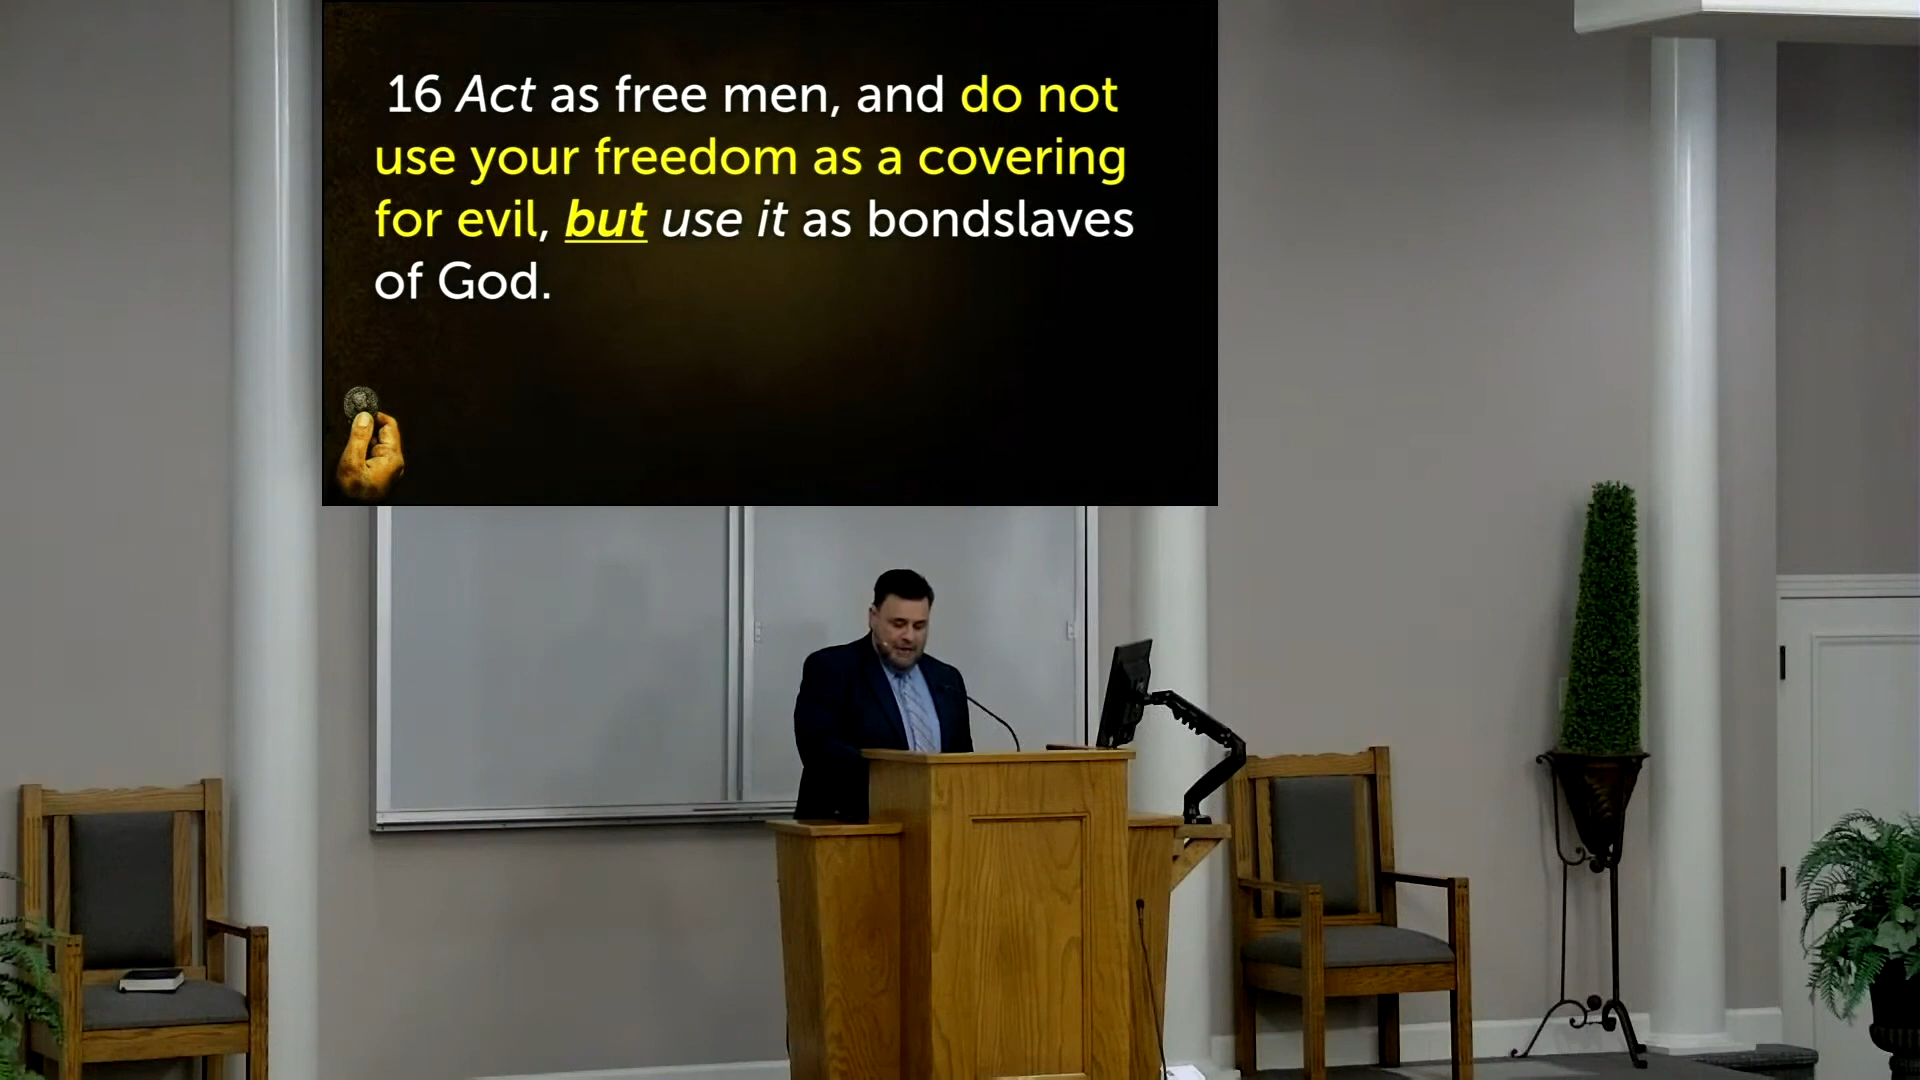 16 Act as free men, and do not
use your freedom as a covering
for evil, but use it as bondslaves
of God.